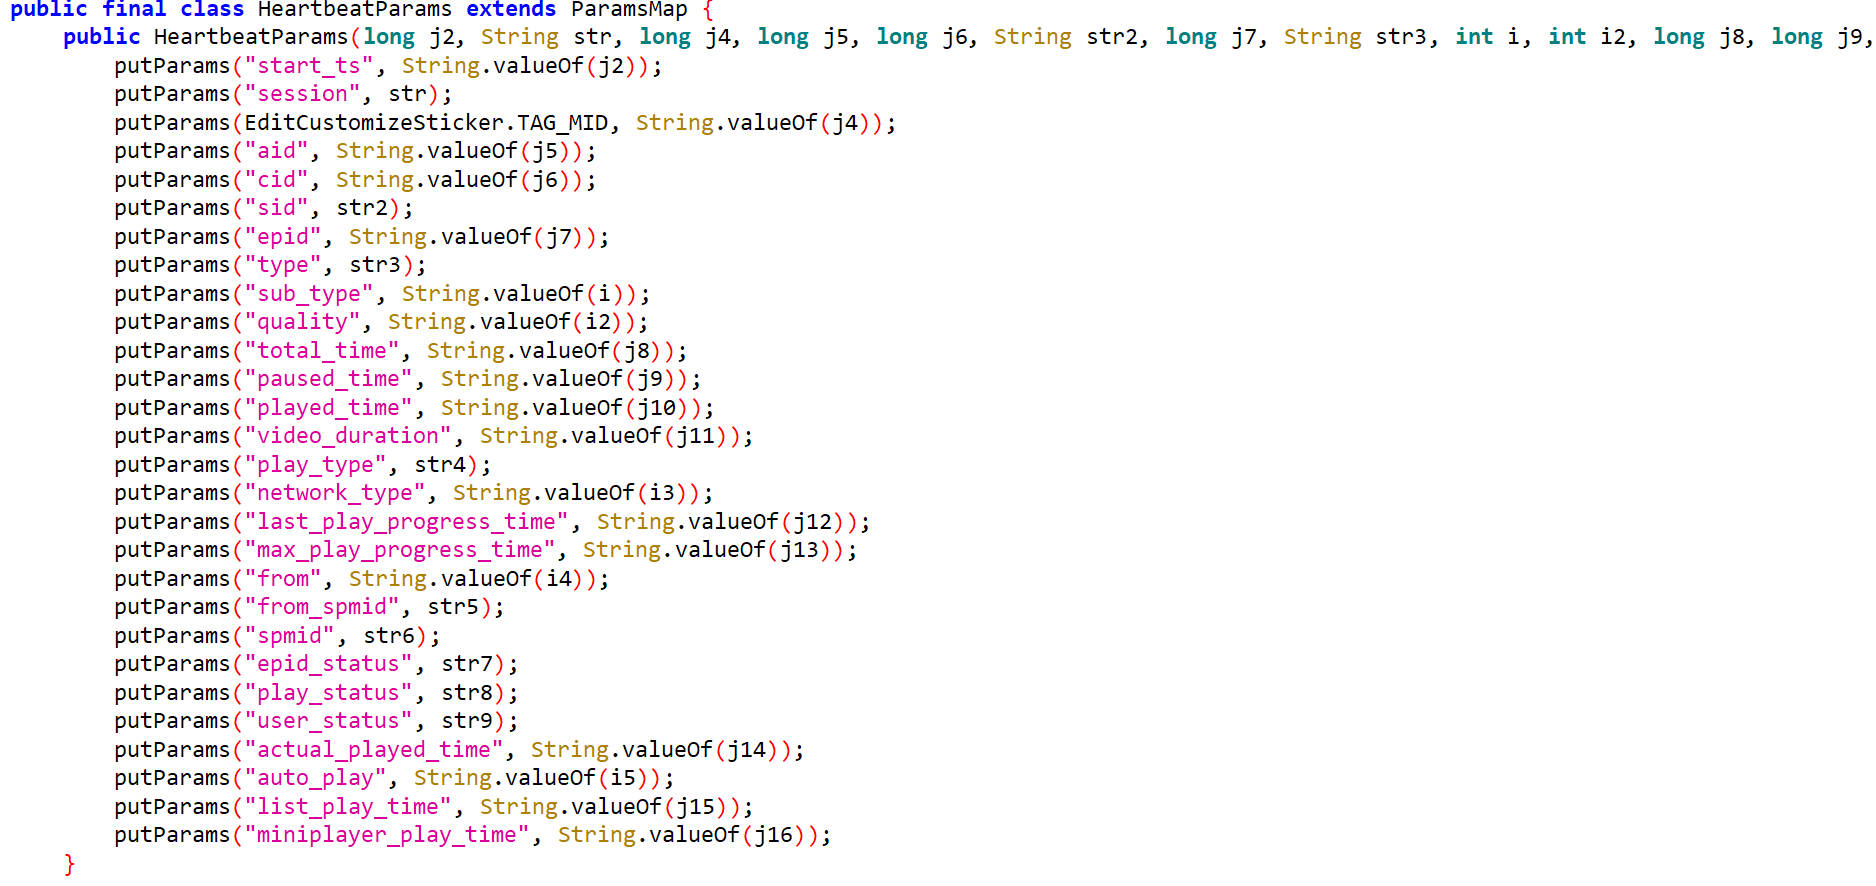 public final class HeartbeatParams extends ParamsMap {
public HeartbeatParams(long j2, String str, long j4, long j5, long j6, String str2, long j7, String str3, int i, int i2, long j8, long j9,
putParams("start_ts", String.valueOf(j2));
putParams("session", str);
putParams(EditCustomizeSticker.TAG_MID, String.valueOf(j4));
putParams("aid", String.valueOf(j5));
putParams("cid", String.valueOf(j6));
putParams("sid", str2);
putParams("epid", String.valueOf(j7));
putParams("type", str3);
putParams("sub_type", String.valueOf(i));
putParams("quality", String.valueOf(i2));
putParams("total_time", String.valueOf(j8));
putParams("paused_time", String.valueOf(j9));
putParams("played_time", String.valueOf(j10));
putParams("video_duration", String.valueOf(j11));
putParams("play_type", str4);
putParams("network_type", String.valueOf(i3));
putParams("last_play_progress_time", String.valueOf(j12));
putParams("max_play_progress_time", String.valueOf(j13));
putParams("from", String.valueOf(i4));
putParams("from_spmid", str5);
putParams("spmid", str6);
putParams("epid_status", str7);
putParams("play_status", str8);
putParams("user_status", str9);
putParams("actual_played_time", String.valueOf(j14));
putParams("auto_play", String.valueOf(i5));
putParams("list_play_time", String.valueOf(j15));
putParams("miniplayer_play_time", String.valueOf(j16));
}